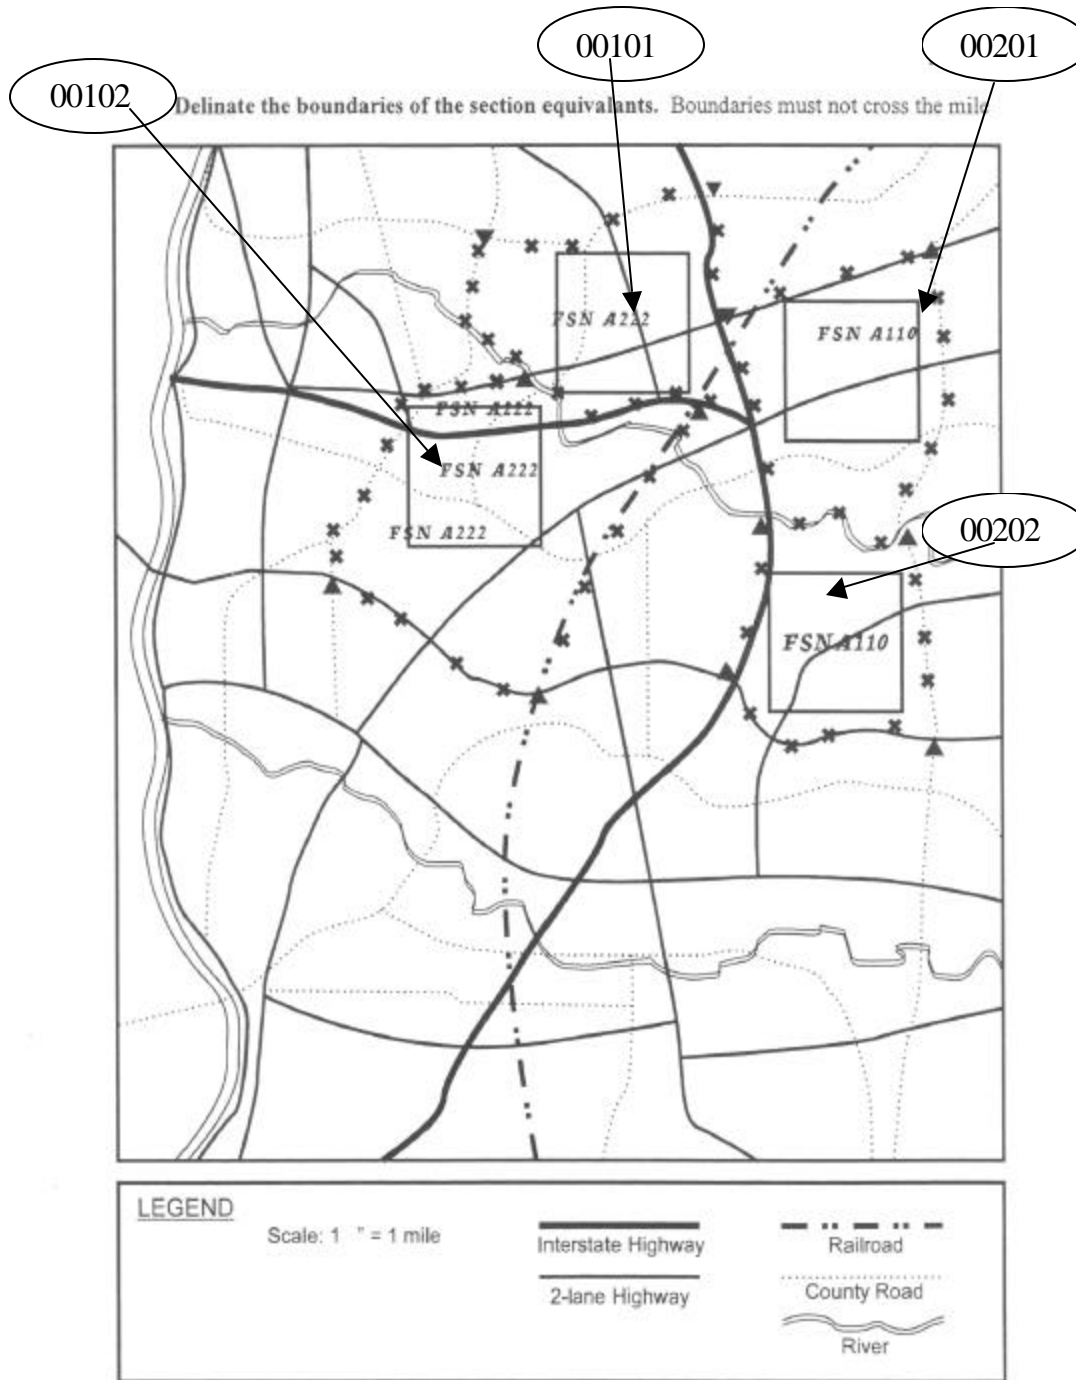 00101
00201
00102
Delinate the boundaries of the section equivalants. Boundaries must not cross the mile
FSN A222
FSN A110
FSN A222
FSN A222
FSN A222
00202
FSN A110
LEGEND
Scale: 1 " = 1 mile
Interstate Highway
Railroad
2-lane Highway
County Road
River